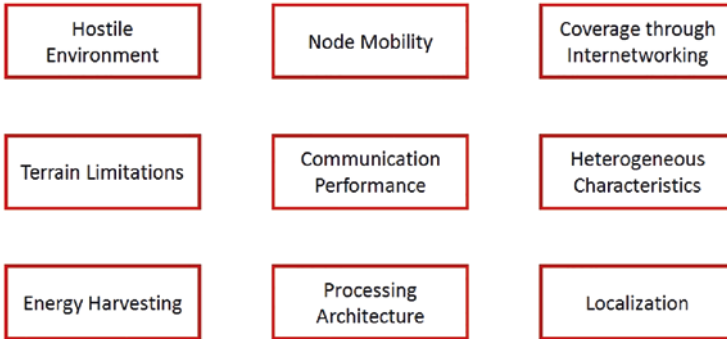 Hostile
Environment
Node Mobility
Coverage through
Internetworking
Terrain Limitations
Communication
Performance
Heterogeneous
Characteristics
Energy Harvesting
Processing
Architecture
Localization